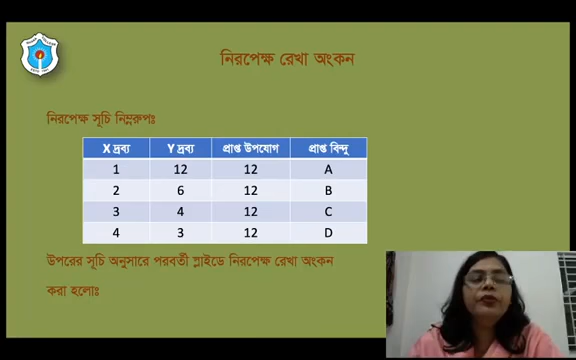 নিরপেক্ষ রেখা অংকন
নিরপেক্ষ সূচি নিম্নরুপঃ
X দ্রব্য Y দ্রব্য প্রাপ্ত উপযোগ প্রাপ্ত বিন্দু
1 12 12 A
2 6 12 B
3 4 12 C
4 3 12 D
উপরের সূচি অনুসারে পরবর্তী স্লাইডে নিরপেক্ষ রেখা অংকন
করা হলোঃ